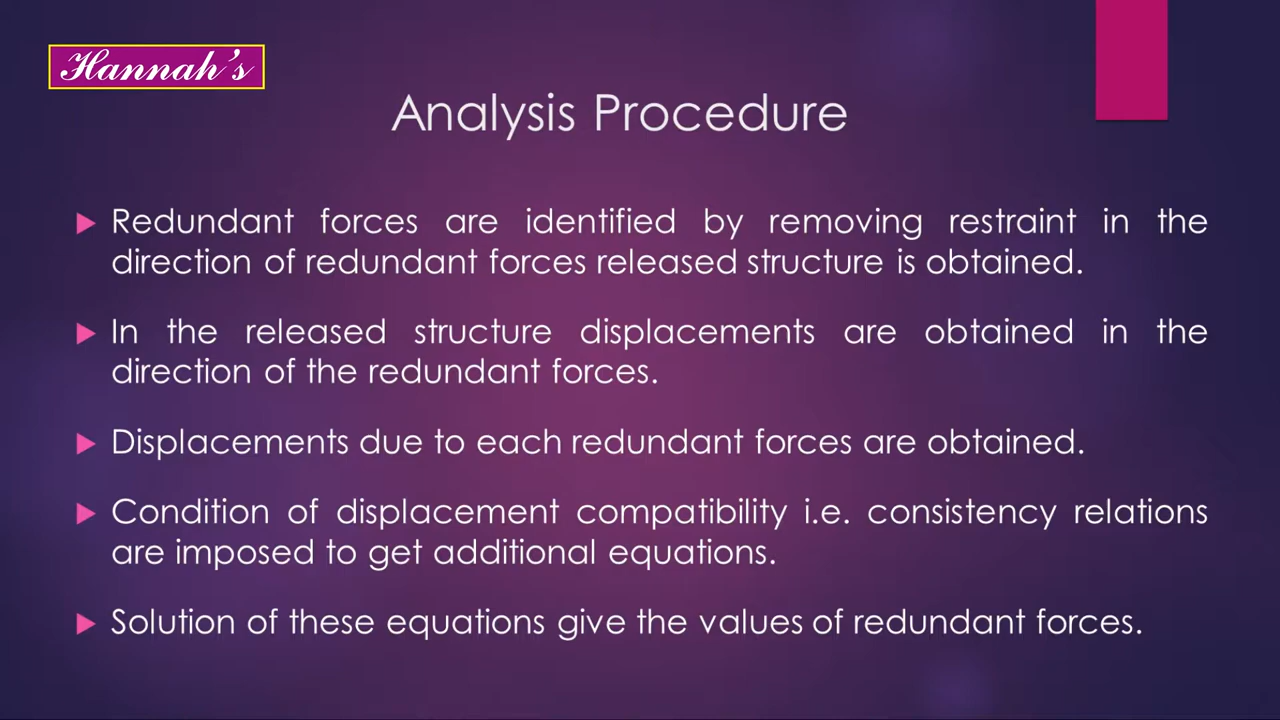 Hannah's
Analysis Procedure
Redundant forces are identified by removing restraint in the
direction of redundant forces released structure is obtained.
In the released structure displacements are obtained in the
direction of the redundant forces.
Displacements due to each redundant forces are obtained.
Condition of displacement compatibility i.e. consistency relations
are imposed to get additional equations.
Solution of these equations give the values of redundant forces.